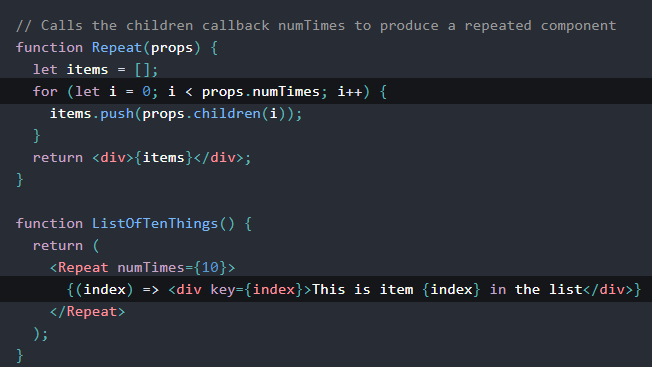 // Calls the children callback numTimes to produce a repeated component
function Repeat(props) {
  let items = [];
  for (let i = 0; i < props.numTimes; i++) {
    items.push(props.children(i));
  }
  return <div>{items}</div>;
}

function ListOfTenThings() {
  return (
    <Repeat numTimes={10}>
      {(index) => <div key={index}>This is item {index} in the list</div>}
    </Repeat>
  );
}